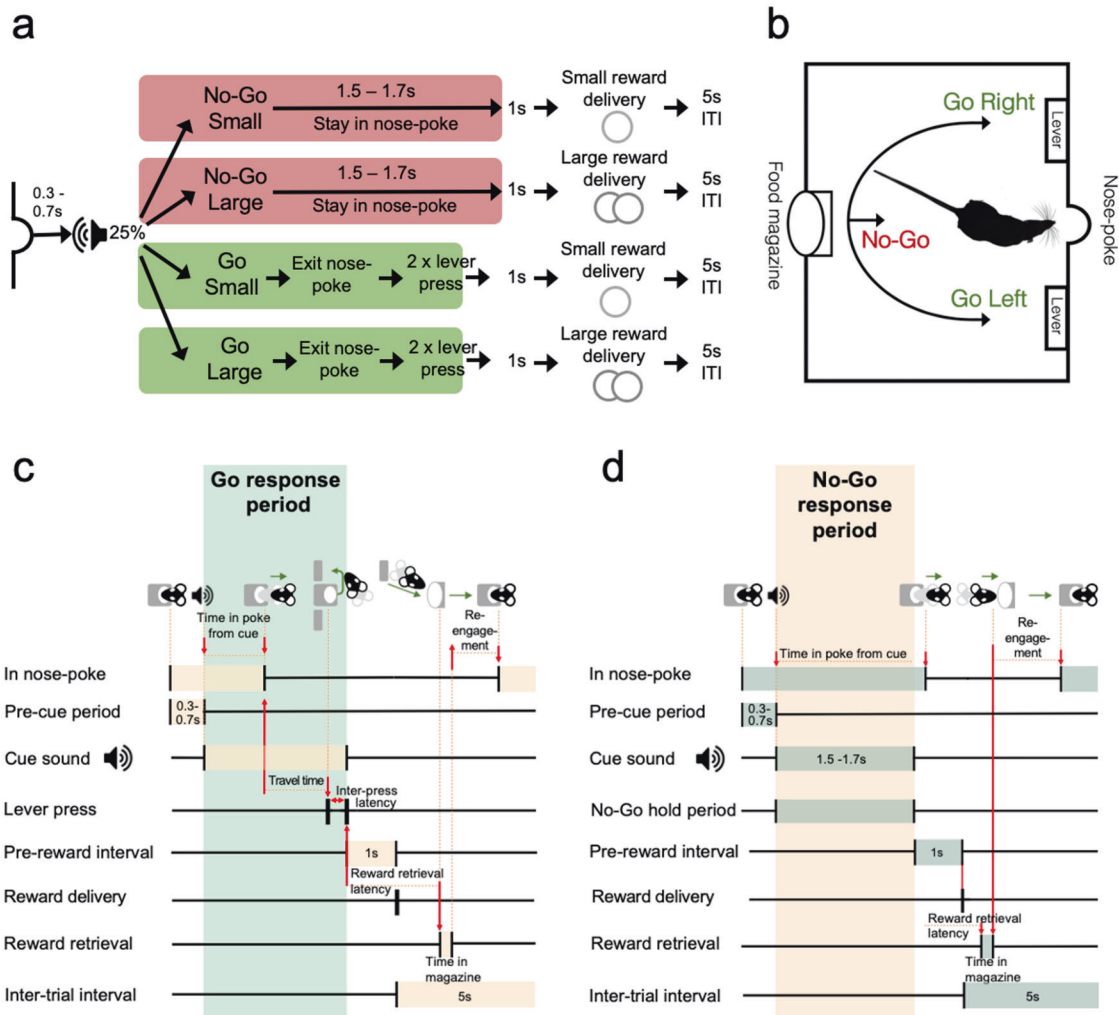 a
0.3 -
0.7s
25%
No-Go
Small
1.5 – 1.7s
Stay in nose-poke
1s
Small reward
delivery
5s
ITI
No-Go
Large
1.5 – 1.7s
Stay in nose-poke
1s
Large reward
delivery
5s
ITI
Go
Small
Exit nose-
poke
2 x lever
press
1s
Small reward
delivery
5s
ITI
Go
Large
Exit nose-
poke
2 x lever
press
1s
Large reward
delivery
5s
ITI
b
Food magazine
Go Right
No-Go
Go Left
Lever
Lever
Nose-poke
c
Go response
period
Time in poke
from cue
Re-
engage-
ment
In nose-poke
Pre-cue period
0.3-
0.7s
Cue sound
Travel time
Inter-press
latency
Lever press
Pre-reward interval
1s
Reward retrieval
latency
Reward delivery
Reward retrieval
Time in
magazine
Inter-trial interval
5s
d
No-Go
response
period
Re-
engage-
ment
Time in poke from cue
In nose-poke
Pre-cue period
0.3-
0.7s
Cue sound
1.5 -1.7s
No-Go hold period
Pre-reward interval
1s
Reward delivery
Reward retrieval
latency
Reward retrieval
Time in
magazine
Inter-trial interval
5s